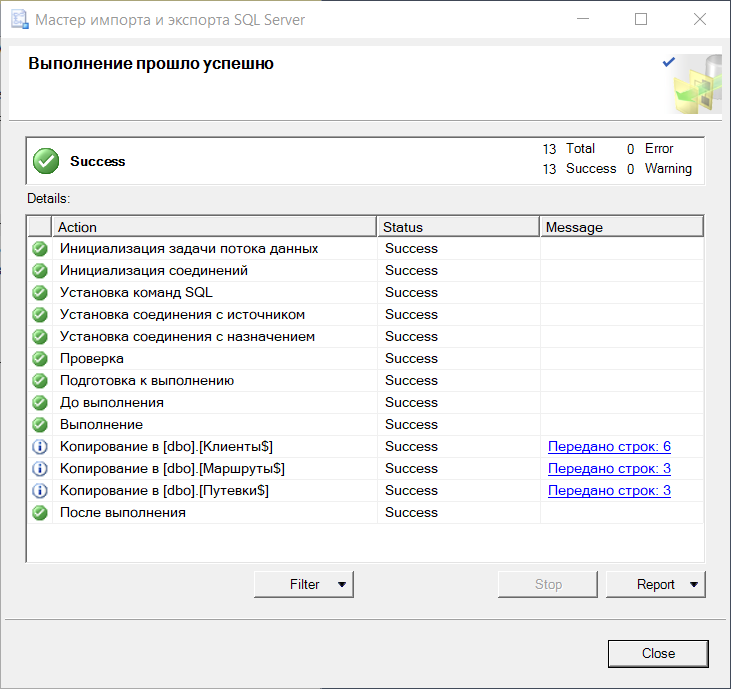 Мастер импорта и экспорта SQL Server
Выполнение прошло успешно
Success
13 Total 0 Error
13 Success 0 Warning
Details:
Action Status Message
Инициализация задачи потока данных Success
Инициализация соединений Success
Установка команд SQL Success
Установка соединения с источником Success
Установка соединения с назначением Success
Проверка Success
Подготовка к выполнению Success
До выполнения Success
Выполнение Success
Копирование в [dbo].[Клиенты$] Success Передано строк: 6
Копирование в [dbo].[Маршруты$] Success Передано строк: 3
Копирование в [dbo].[Путевки$] Success Передано строк: 3
После выполнения Success
Filter Stop Report
Close